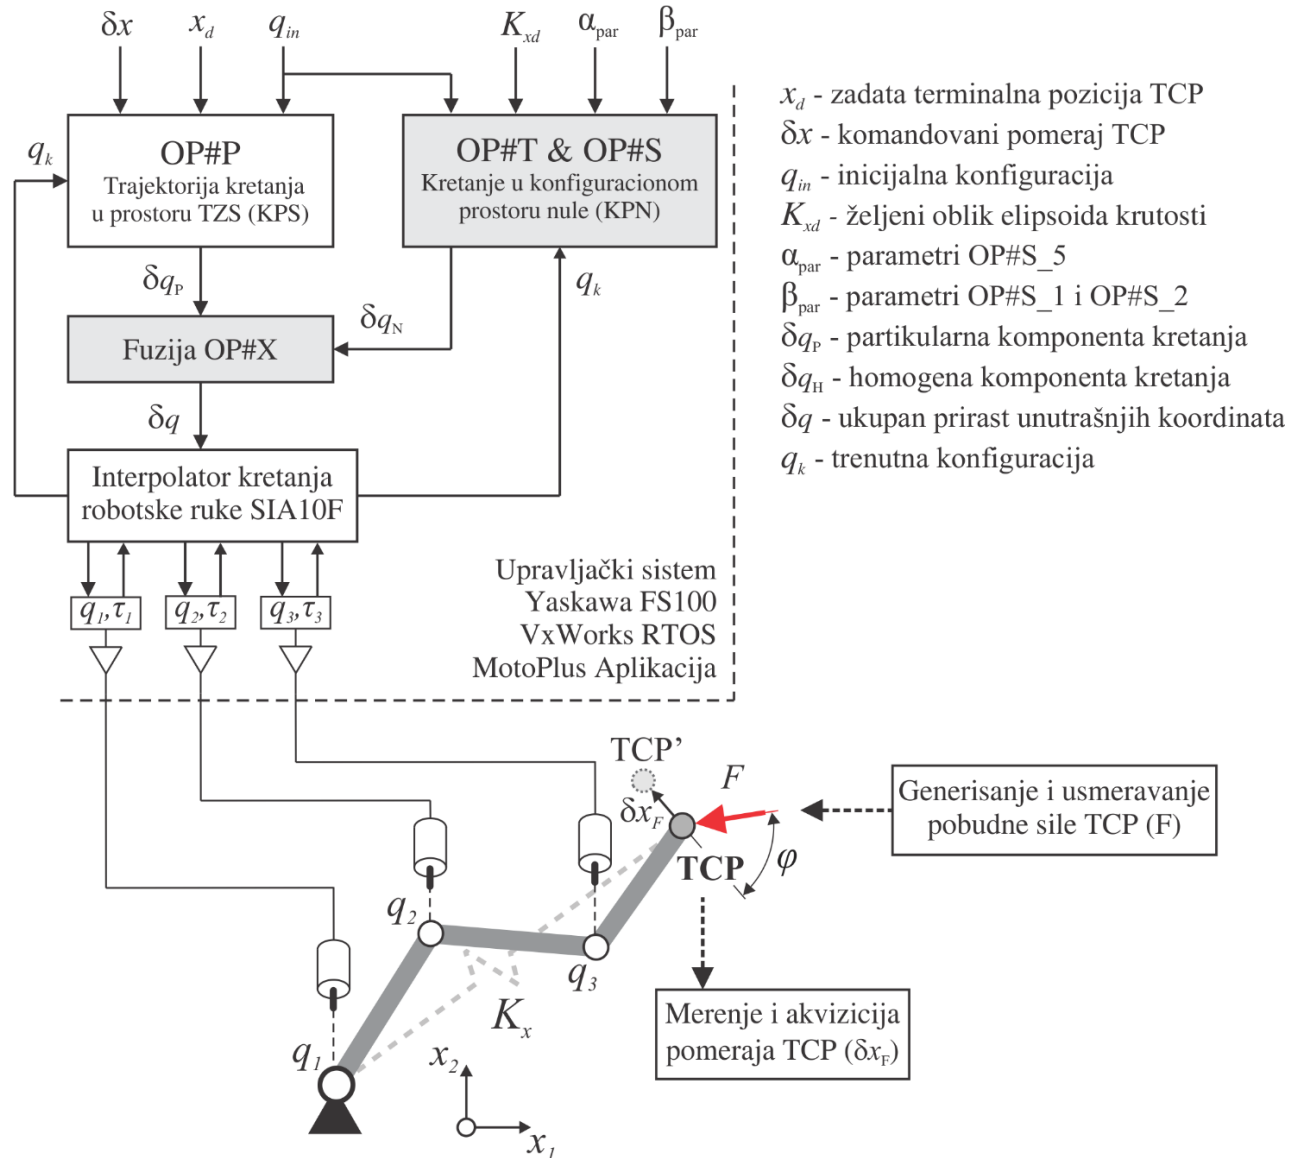 δx
x_d
q_in
K_xd
α_par
β_par
q_k
OP#P
Trajektorija kretanja
u prostoru TZS (KPS)
OP#T & OP#S
Kretanje u konfiguracionom
prostoru nule (KPN)
δq_P
δq_N
q_k
Fuzija OP#X
δq
Interpolator kretanja
robotske ruke SIA10F
q_1,τ_1
q_2,τ_2
q_3,τ_3
Upravljački sistem
Yaskawa FS100
VxWorks RTOS
MotoPlus Aplikacija
x_d - zadata terminalna pozicija TCP
δx - komandovani pomeraj TCP
q_in - inicijalna konfiguracija
K_xd - željeni oblik elipsoida krutosti
α_par - parametri OP#S_5
β_par - parametri OP#S_1 i OP#S_2
δq_P - partikularna komponenta kretanja
δq_H - homogena komponenta kretanja
δq - ukupan prirast unutrašnjih koordinata
q_k - trenutna konfiguracija
TCP’
F
δx_F
TCP
φ
Generisanje i usmeravanje
pobudne sile TCP (F)
q_2
q_3
K_x
q_1
Merenje i akvizicija
pomeraja TCP (δx_F)
x_2
x_1